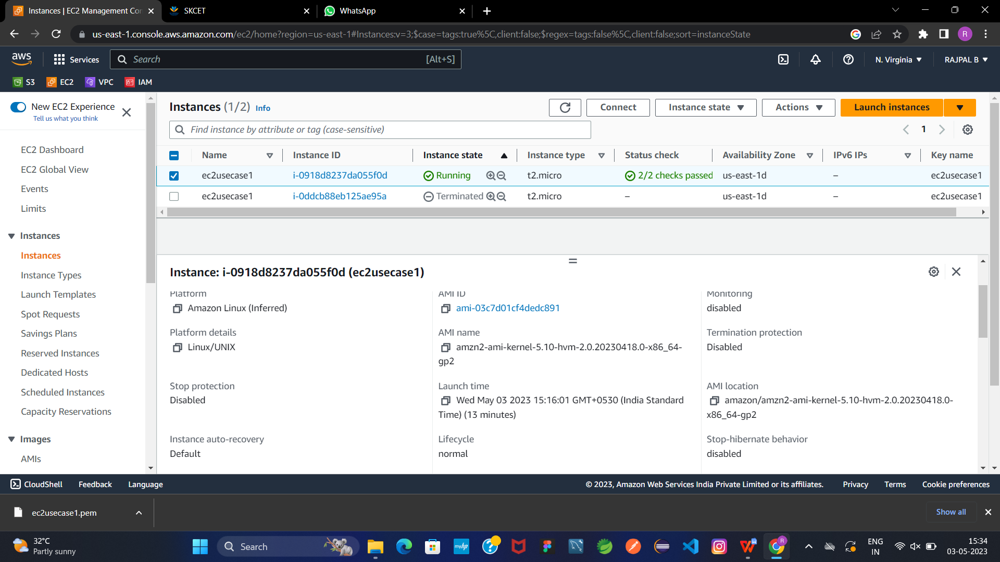 Instances | EC2 Management Con
SKCET
WhatsApp
us-east-1.console.aws.amazon.com/ec2/home?region=us-east-1#Instances:v=3;$case=tags:true%5C,client:false;$regex=tags:false%5C,client:false;sort=instanceState
R
aws
Services
Search
[Alt+S]
N. Virginia
RAJPAL B
S3
EC2
VPC
IAM
New EC2 Experience
Tell us what you think
EC2 Dashboard
EC2 Global View
Events
Limits
Instances
Instances
Instance Types
Launch Templates
Spot Requests
Savings Plans
Reserved Instances
Dedicated Hosts
Scheduled Instances
Capacity Reservations
Images
AMIs
Instances (1/2) Info
Connect
Instance state
Actions
Launch instances
Find instance by attribute or tag (case-sensitive)
1
Name Instance ID Instance state Instance type Status check Availability Zone IPv6 IPs Key name
ec2usecase1 i-0918d8237da055f0d Running t2.micro 2/2 checks passed us-east-1d – ec2usecase1
ec2usecase1 i-0ddcb88eb125ae95a Terminated t2.micro – us-east-1d – ec2usecase1
Instance: i-0918d8237da055f0d (ec2usecase1)
Platform
Amazon Linux (Inferred)
AMI ID
ami-03c7d01cf4dedc891
Monitoring
disabled
Platform details
Linux/UNIX
AMI name
amzn2-ami-kernel-5.10-hvm-2.0.20230418.0-x86_64-
gp2
Termination protection
Disabled
Stop protection
Disabled
Launch time
Wed May 03 2023 15:16:01 GMT+0530 (India Standard
Time) (13 minutes)
AMI location
amazon/amzn2-ami-kernel-5.10-hvm-2.0.20230418.0-
x86_64-gp2
Instance auto-recovery
Default
Lifecycle
normal
Stop-hibernate behavior
disabled
CloudShell
Feedback
Language
© 2023, Amazon Web Services India Private Limited or its affiliates.
Privacy
Terms
Cookie preferences
ec2usecase1.pem
Show all
32°C
Partly sunny
Search
myhp
R
ENG
IN
15:34
03-05-2023